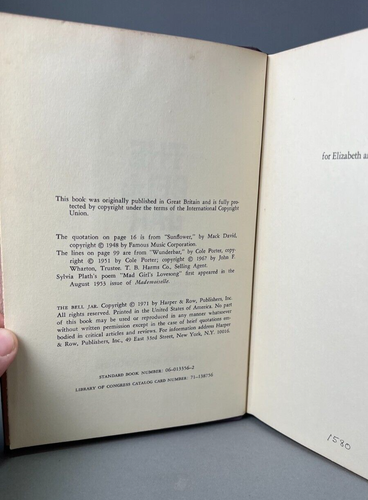 This book was originally published in Great Britain and is fully pro-
tected by copyright under the terms of the International Copyright
Union.
The quotation on page 16 is from "Sunflower," by Mack David,
copyright © 1948 by Famous Music Corporation.
The lines on page 99 are from "Wunderbar," by Cole Porter; copy-
right © 1951 by Cole Porter; copyright © 1967 by John F.
Wharton, Trustee. T. B. Harms Co., Selling Agent.
Sylvia Plath's poem "Mad Girl's Lovesong" first appeared in the
August 1953 issue of Mademoiselle.
THE BELL JAR. Copyright © 1971 by Harper & Row, Publishers, Inc.
All rights reserved. Printed in the United States of America. No part
of this book may be used or reproduced in any manner whatsoever
without written permission except in the case of brief quotations em-
bodied in critical articles and reviews. For information address Harper
& Row, Publishers, Inc., 49 East 33rd Street, New York, N.Y. 10016.
STANDARD BOOK NUMBER: 06-013356-2
LIBRARY OF CONGRESS CATALOG CARD NUMBER: 71-158756
for Elizabeth
1580